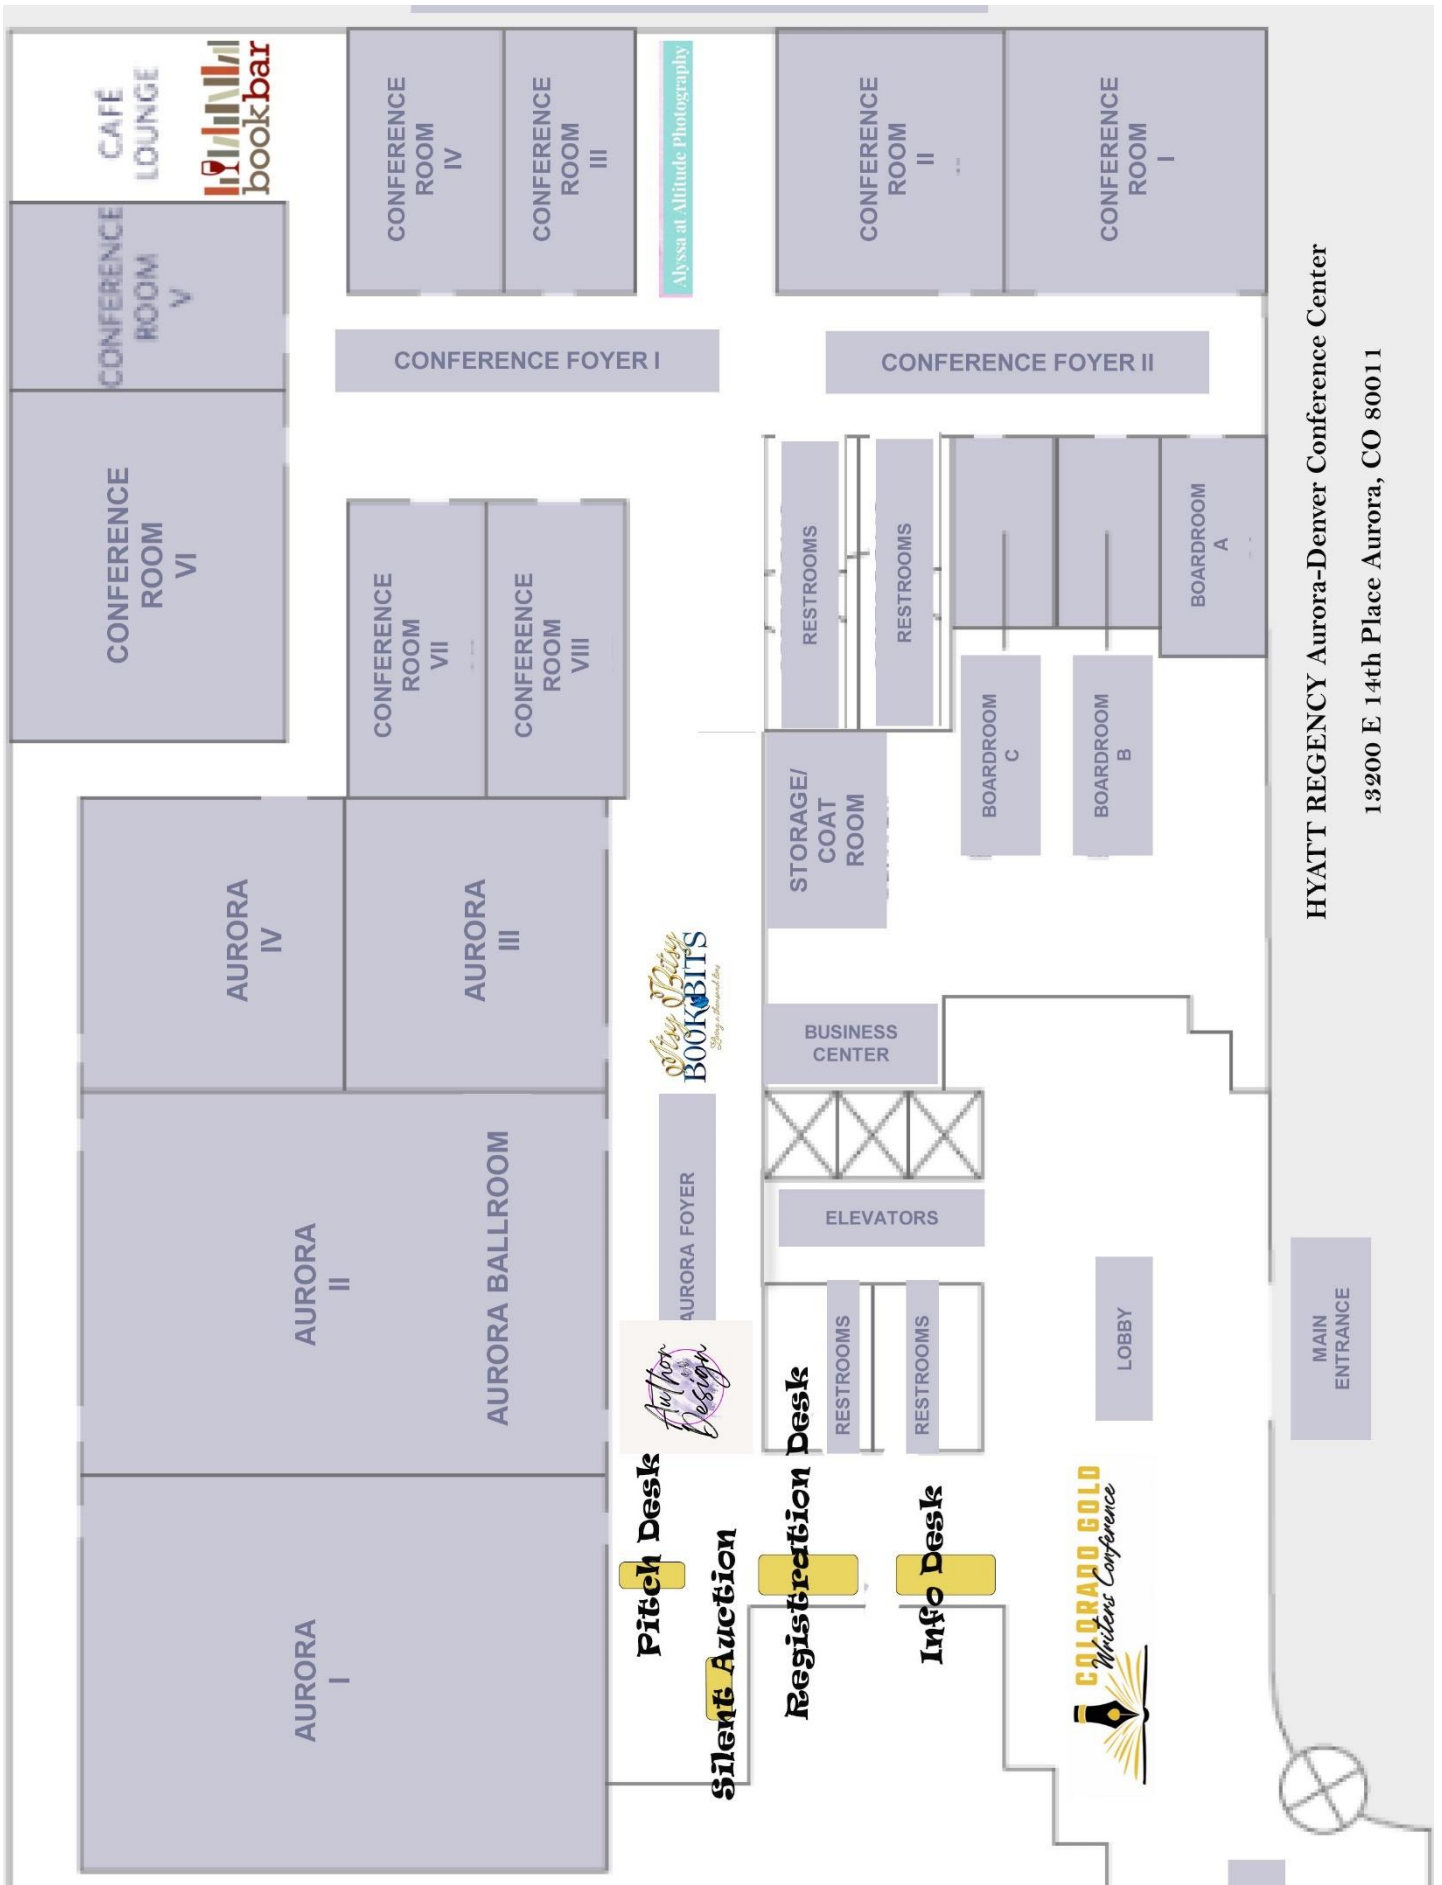 CAFÉ
LOUNGE
bookbar
CONFERENCE
ROOM
V
CONFERENCE
ROOM
IV
CONFERENCE
ROOM
III
Alyssa at Altitude Photography
CONFERENCE
ROOM
II
CONFERENCE
ROOM
I
CONFERENCE FOYER I
CONFERENCE FOYER II
CONFERENCE
ROOM
VI
CONFERENCE
ROOM
VII
CONFERENCE
ROOM
VIII
RESTROOMS
RESTROOMS
BOARDROOM
A
BOARDROOM
C
BOARDROOM
B
STORAGE/
COAT
ROOM
AURORA
IV
AURORA
III
Itsy Bitsy
BOOK BITS
Living a thousand lives
BUSINESS
CENTER
AURORA
II
AURORA BALLROOM
AURORA FOYER
ELEVATORS
Author
Design
RESTROOMS
RESTROOMS
LOBBY
MAIN
ENTRANCE
AURORA
I
Pitch Desk
Silent Auction
Registration Desk
Info Desk
COLORADO GOLD
Writers Conference
HYATT REGENCY Aurora-Denver Conference Center
13200 E 14th Place Aurora, CO 80011